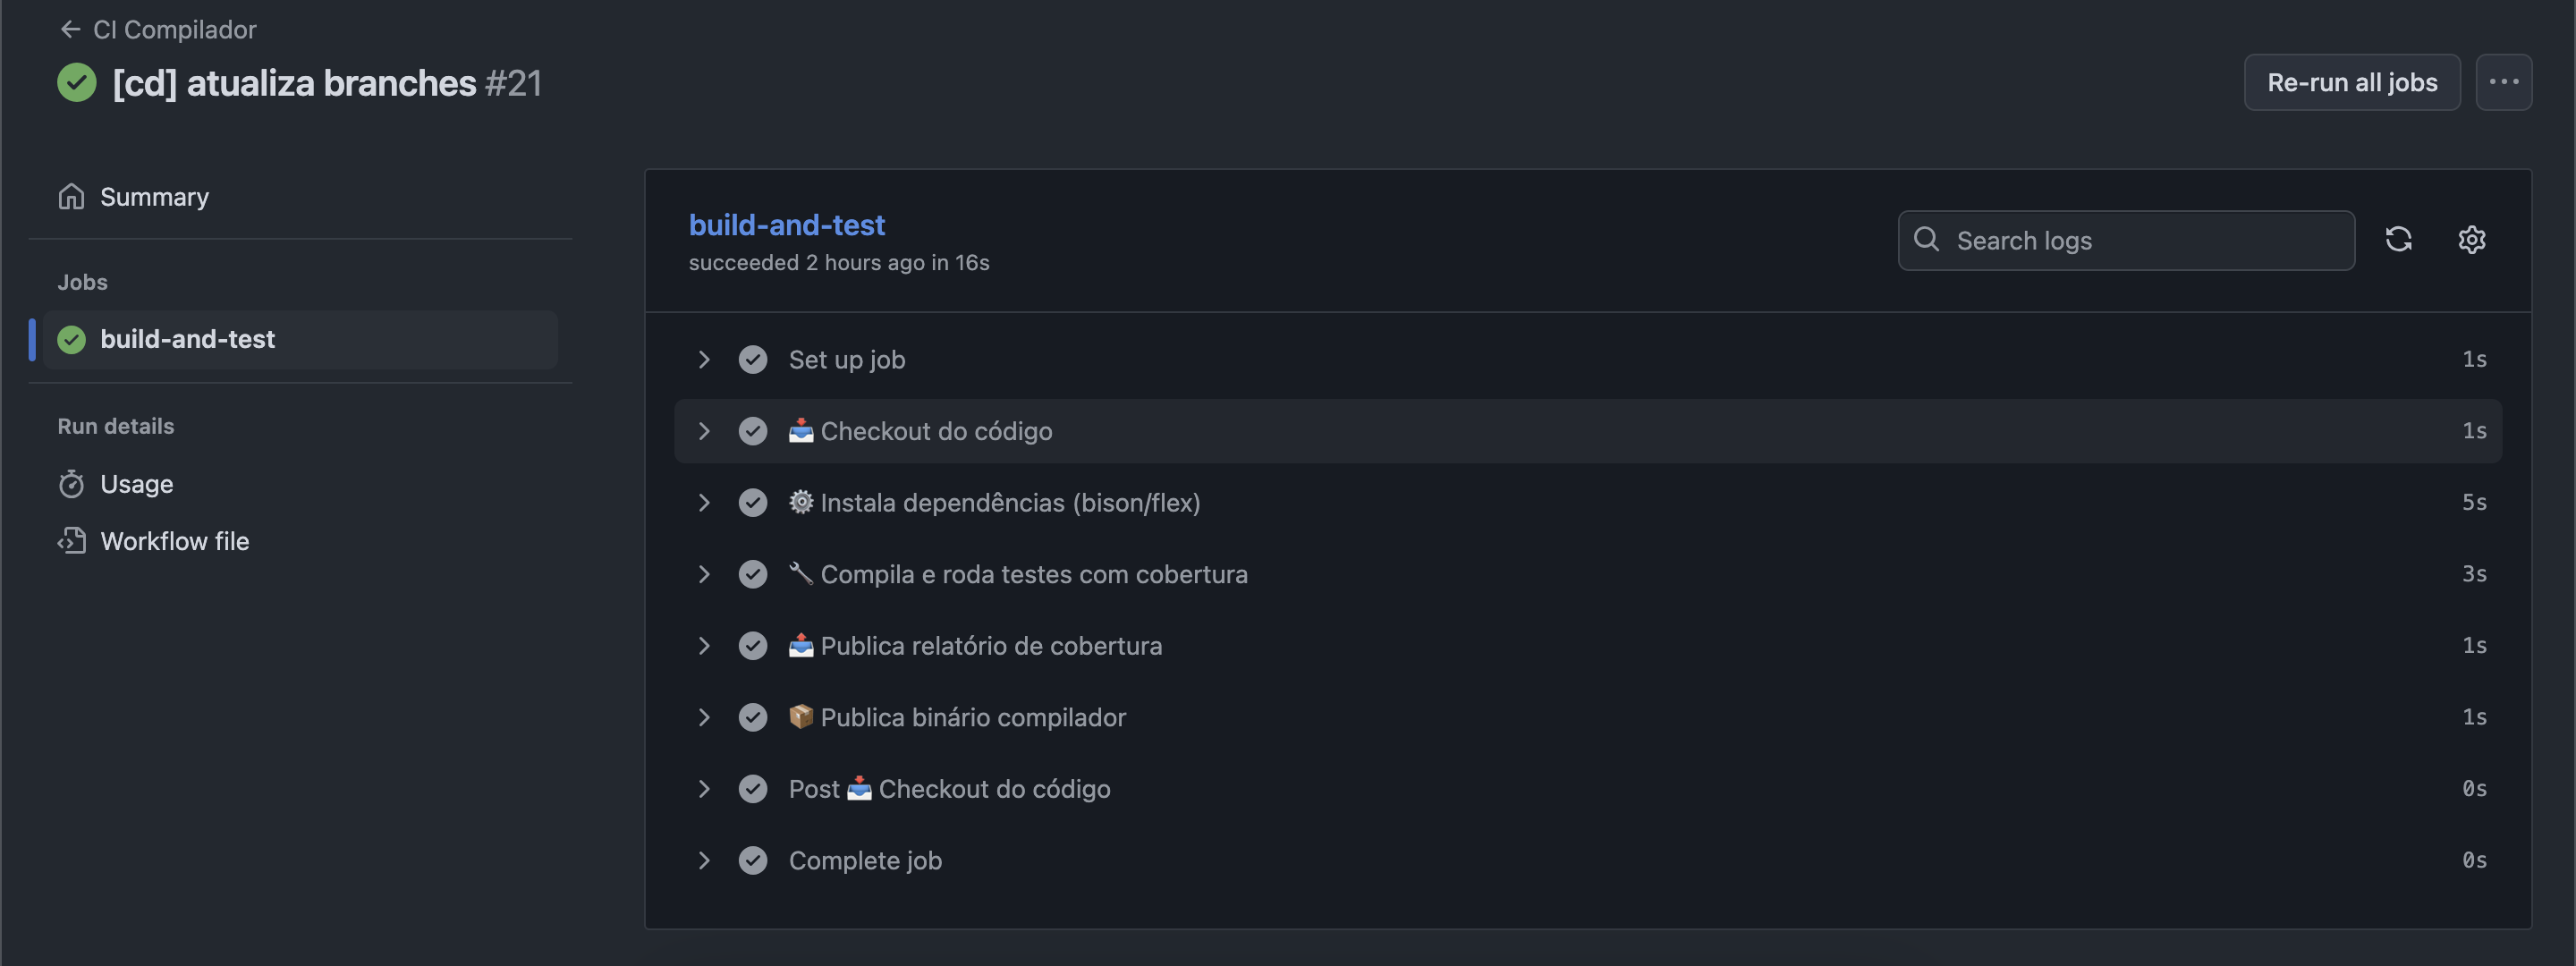 ← CI Compilador
[cd] atualiza branches #21
Re-run all jobs
Summary
Jobs
build-and-test
Run details
Usage
Workflow file
build-and-test
succeeded 2 hours ago in 16s
Search logs
Set up job 1s
📥 Checkout do código 1s
⚙️ Instala dependências (bison/flex) 5s
🔧 Compila e roda testes com cobertura 3s
📤 Publica relatório de cobertura 1s
📦 Publica binário compilador 1s
Post 📥 Checkout do código 0s
Complete job 0s